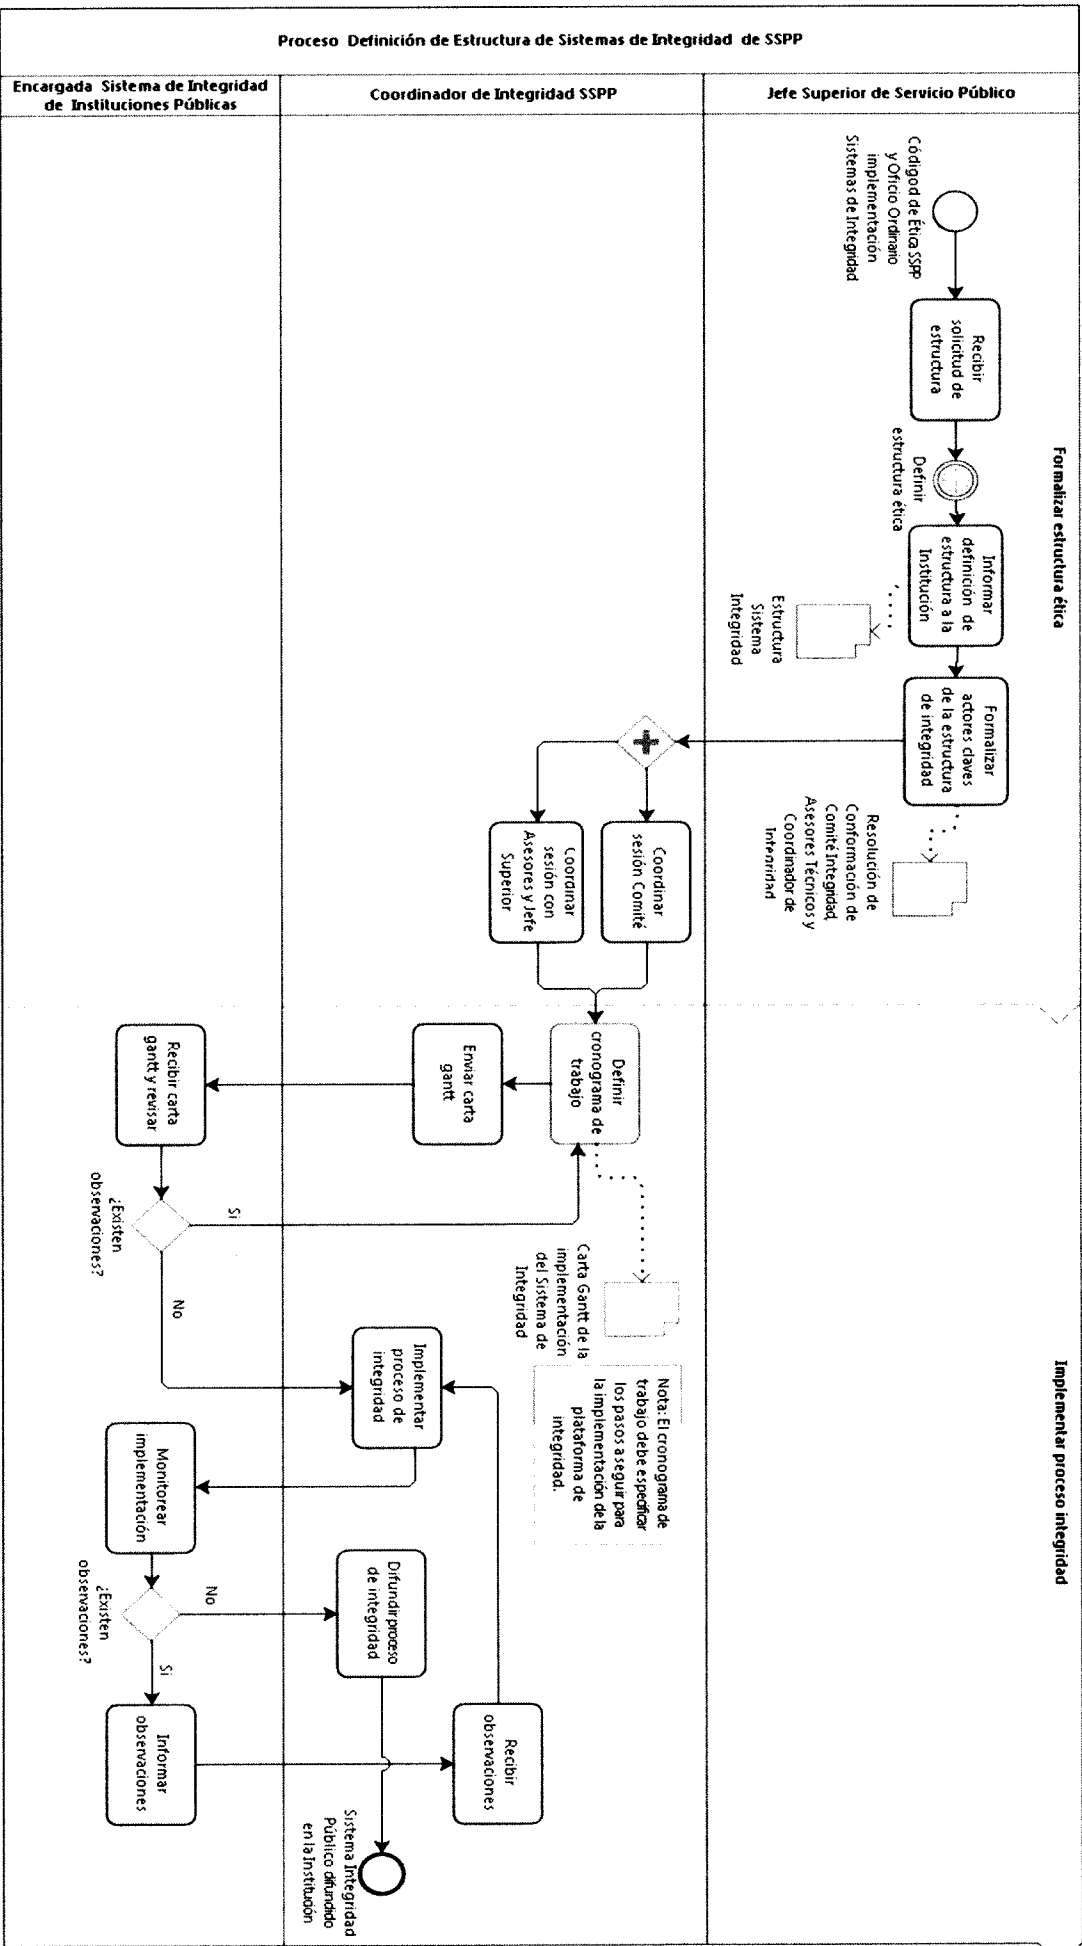 Proceso Definición de Estructura de Sistemas de Integridad de SSPP
Encargada Sistema de Integridad
de Instituciones Públicas
Coordinador de Integridad SSPP
Jefe Superior de Servicio Público
Formalizar estructura ética
Códigod de Ética SSPP
y Oficio Ordinario
implementación
Sistemas de Integridad
Recibir
solicitud de
estructura
Definir
estructura ética
Informar
definición de
estructura a la
Institución
Estructura
Sistema
Integridad
Formalizar
actores claves
de la estructura
de integridad
Resolución de
Conformación de
Comité Integridad,
Asesores Técnicos y
Coordinador de
Integridad
Coordinar
sesión Comité
Coordinar
sesión con
Asesores y Jefe
Superior
Implementar proceso integridad
Definir
cronograma de
trabajo
Enviar carta
gantt
Recibir carta
gantt y revisar
¿Existen
observaciones?
Si
No
Carta Gantt de la
implementación
del Sistema de
Integridad
Nota: El cronograma de
trabajo debe especificar
los pasos a seguir para
la implementación de la
plataforma de
integridad.
Implementar
proceso de
integridad
Monitorear
implementación
¿Existen
observaciones?
No
Si
Difundir proceso
de integridad
Informar
observaciones
Recibir
observaciones
Sistema Integridad
Público difundido
en la Institución